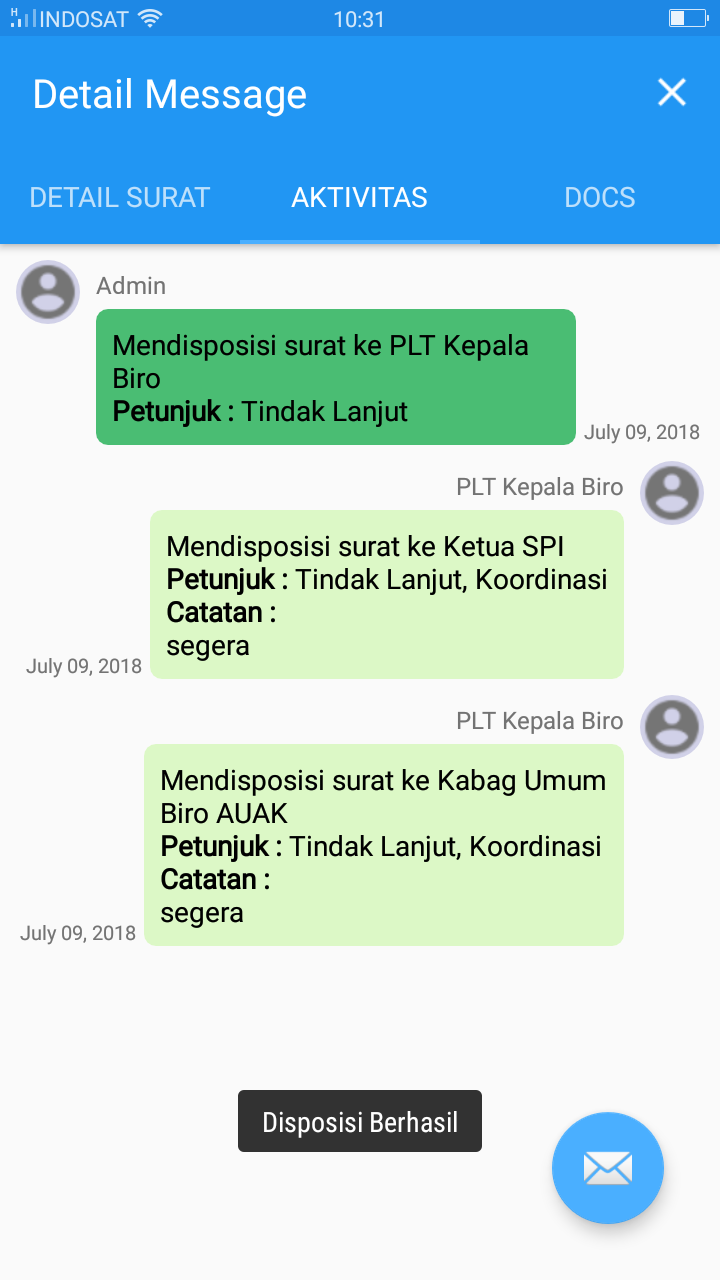 H INDOSAT 10:31
Detail Message
DETAIL SURAT AKTIVITAS DOCS
Admin
Mendisposisi surat ke PLT Kepala
Biro
Petunjuk : Tindak Lanjut
July 09, 2018
PLT Kepala Biro
Mendisposisi surat ke Ketua SPI
Petunjuk : Tindak Lanjut, Koordinasi
Catatan :
segera
July 09, 2018
PLT Kepala Biro
Mendisposisi surat ke Kabag Umum
Biro AUAK
Petunjuk : Tindak Lanjut, Koordinasi
Catatan :
segera
July 09, 2018
Disposisi Berhasil